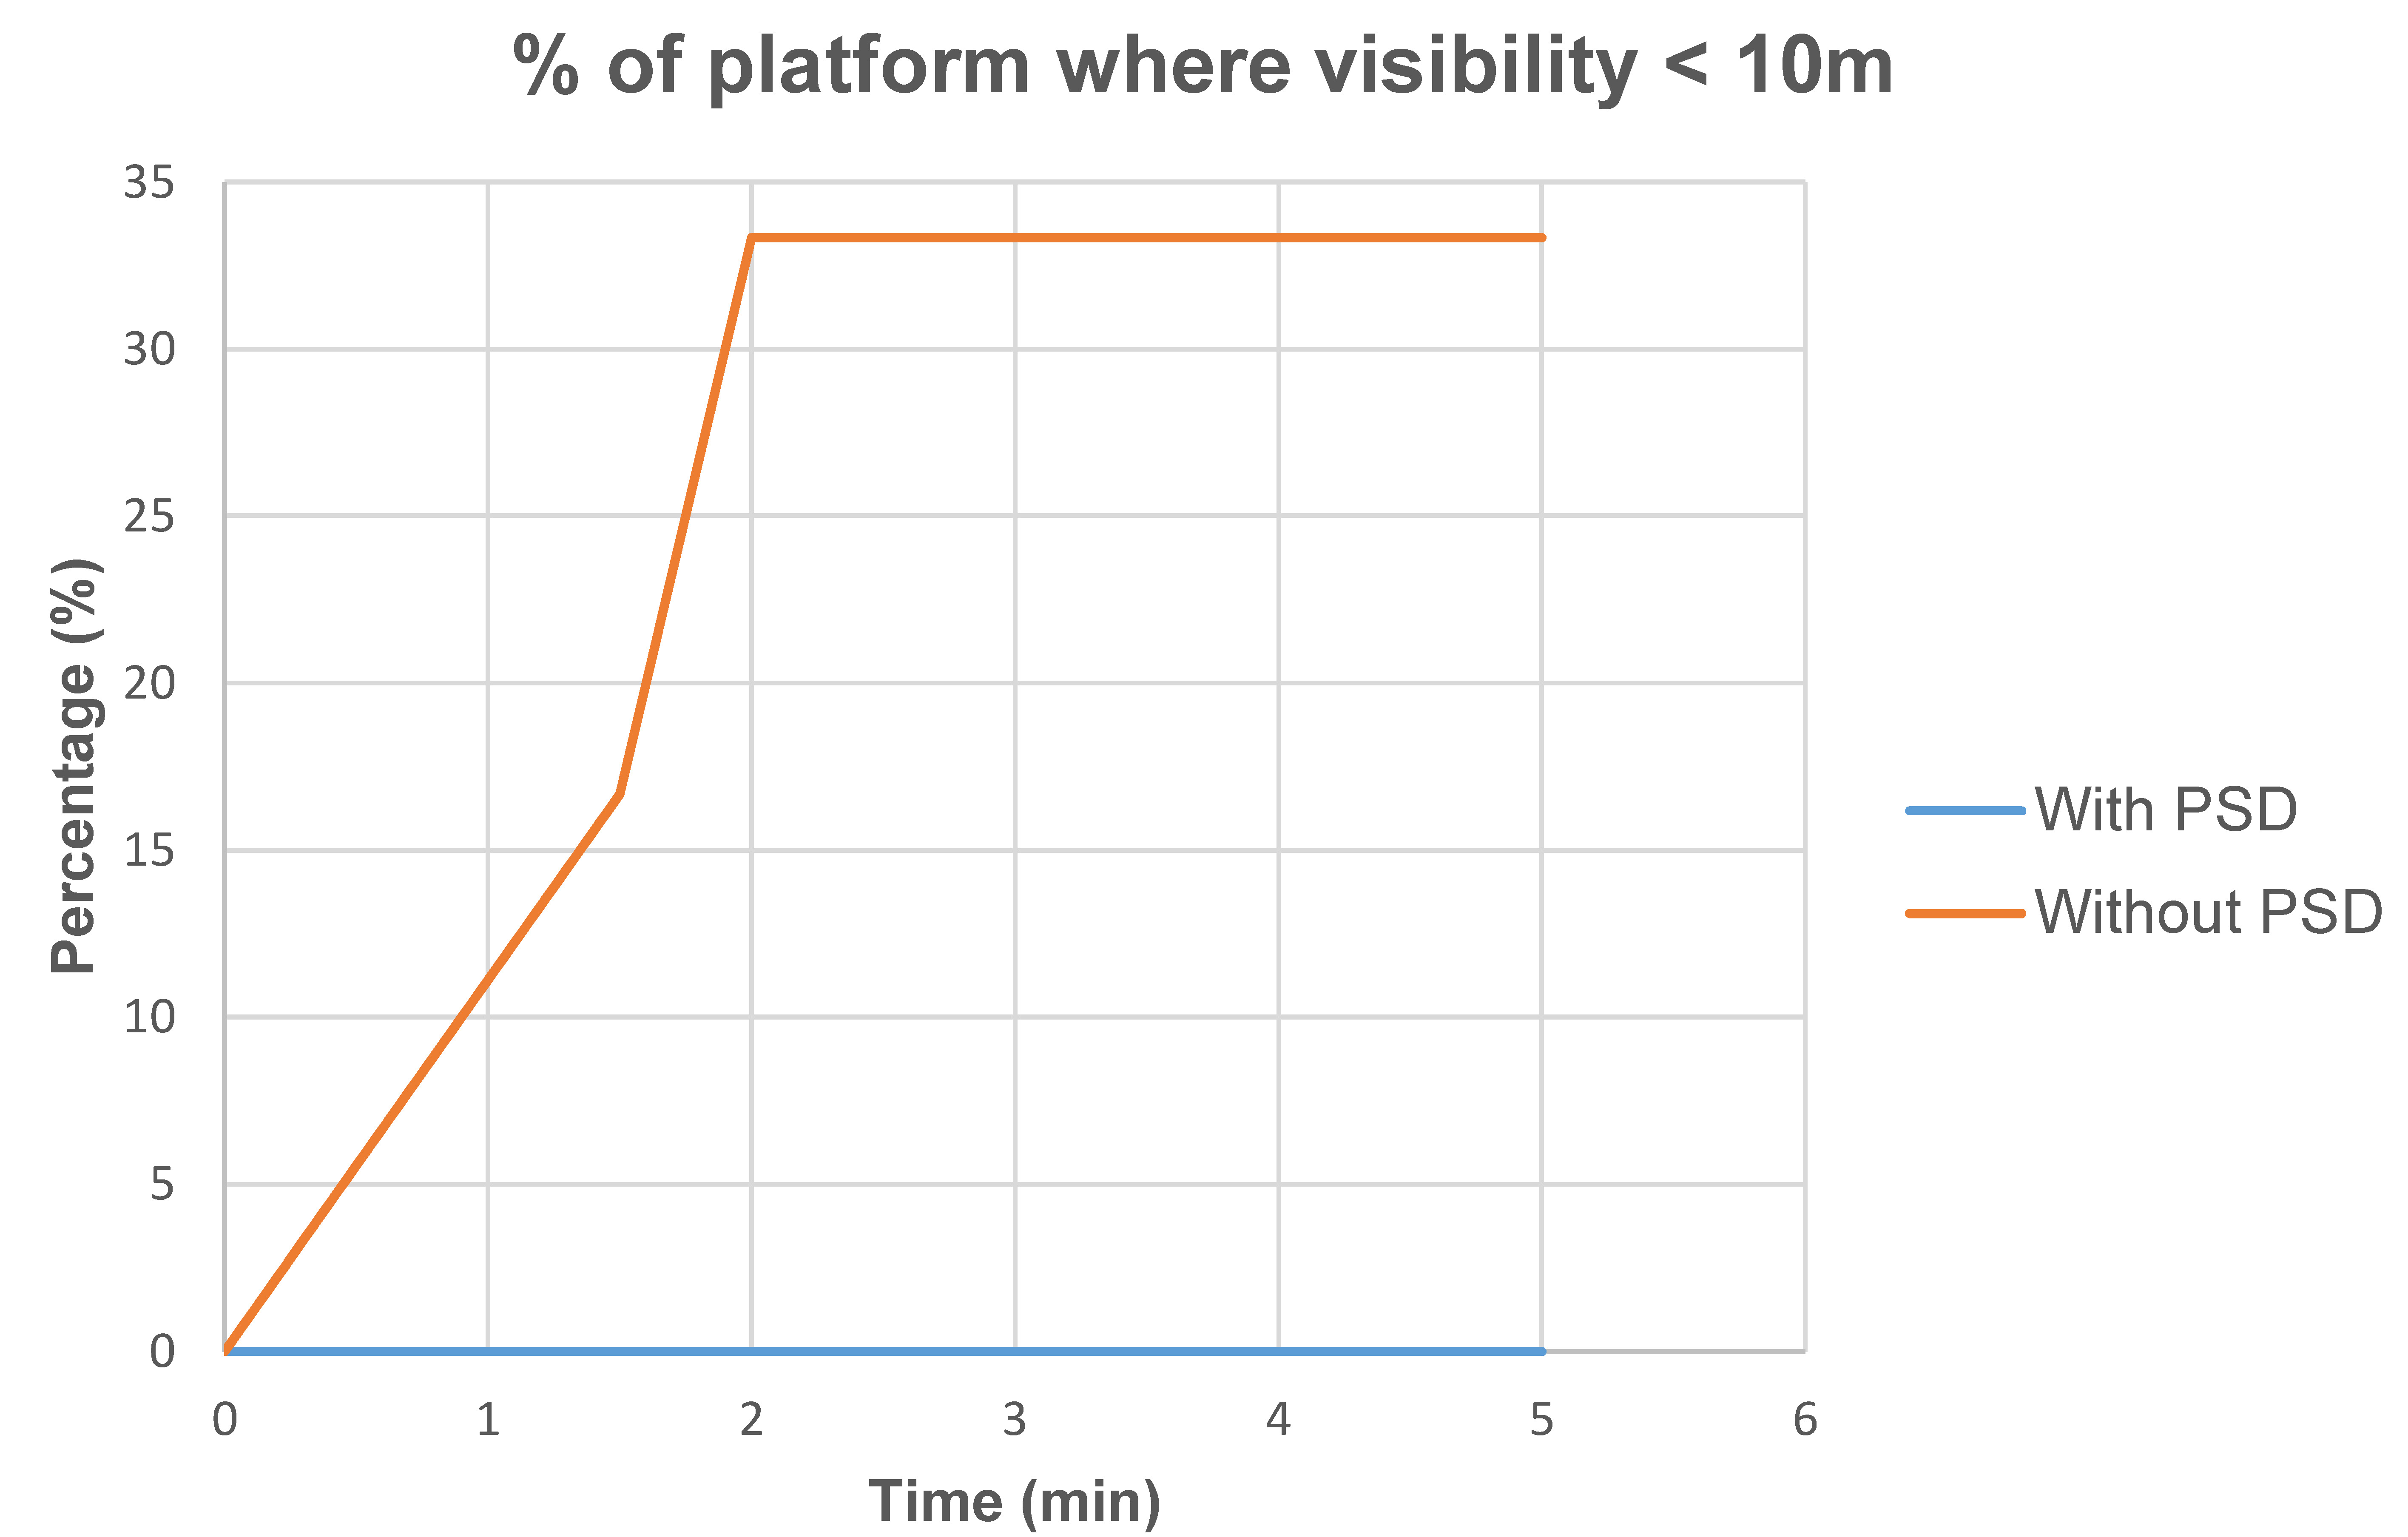 % of platform where visibility < 10m
35
30
25
20
15
10
5
0
Percentage (%)
0 1 2 3 4 5 6
Time (min)
With PSD
Without PSD